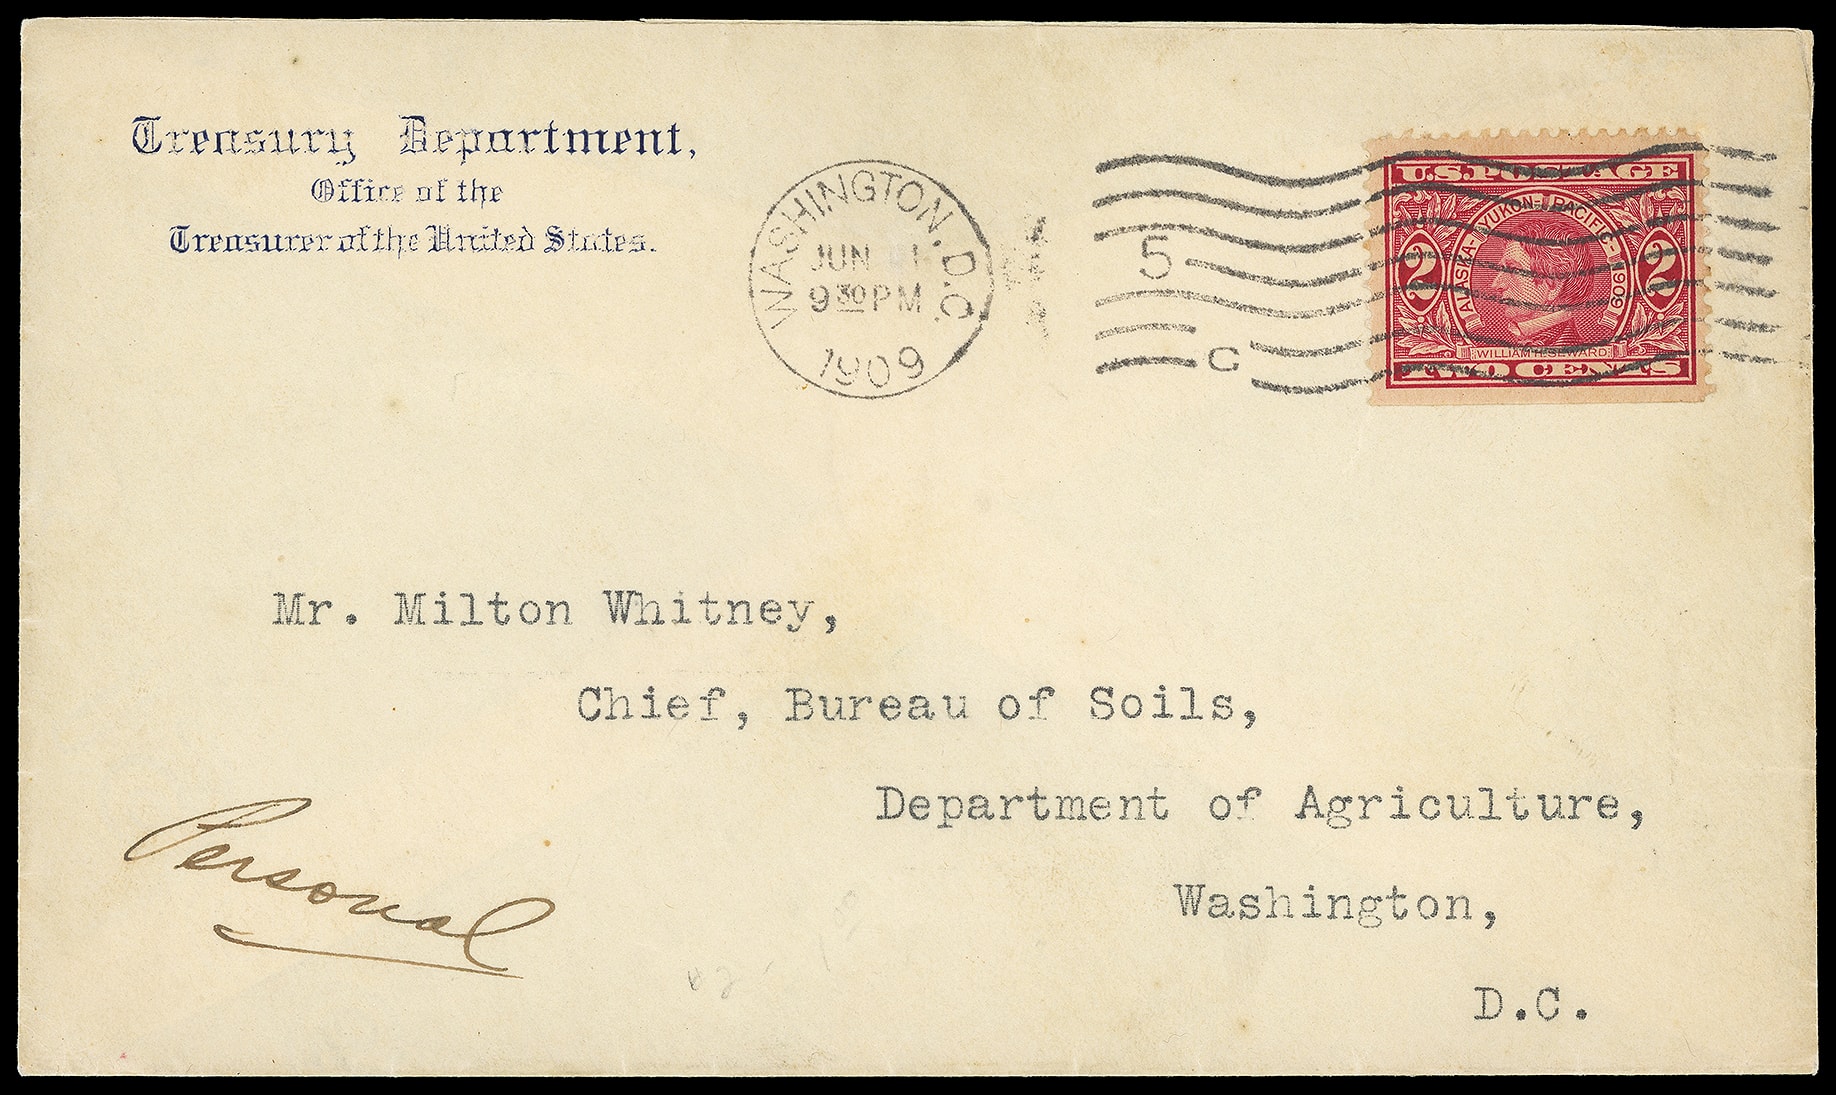 Treasury Department,
Office of the
Treasurer of the United States.
WASHINGTON, D.C.
JUN 1
9 30 PM
1909
5
C
U.S. POSTAGE
ALASKA-YUKON-PACIFIC-1909
2 2
WILLIAM H. SEWARD
TWO CENTS
Mr. Milton Whitney,
Chief, Bureau of Soils,
Department of Agriculture,
Washington,
D.C.
Personal